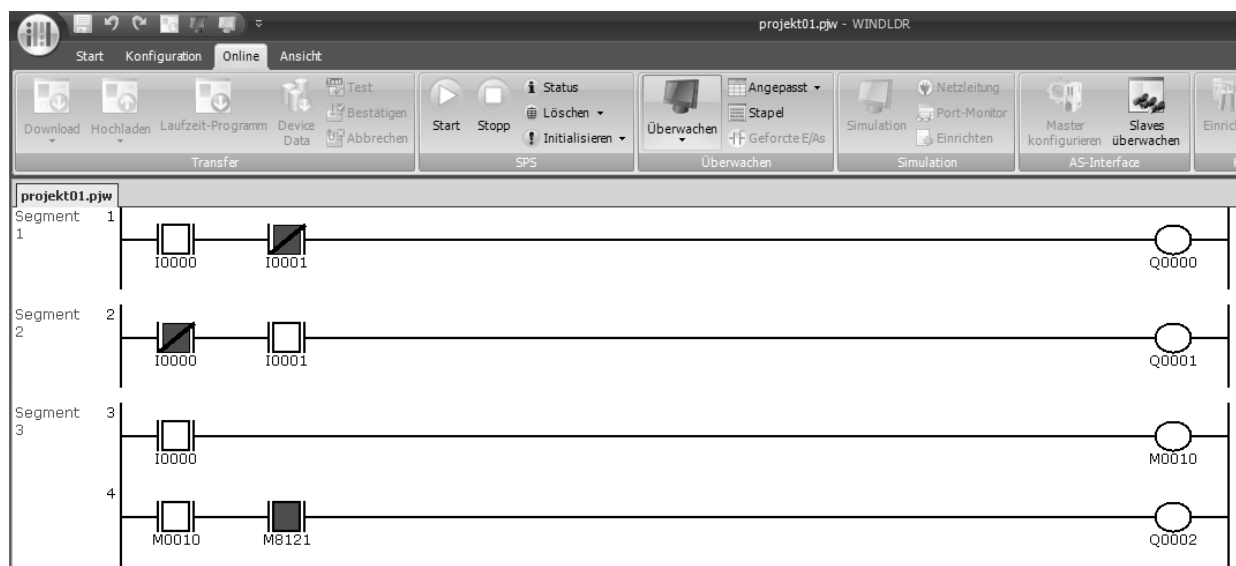 projekt01.pjw - WINDLDR
Start Konfiguration Online Ansicht
Download Hochladen Laufzeit-Programm Device Data Test Bestätigen Abbrechen
Transfer
Start Stopp Status Löschen Initialisieren
SPS
Überwachen Angepasst Stapel Geforcte E/As
Überwachen
Simulation Netzleitung Port-Monitor Einrichten
Simulation
Master konfigurieren Slaves überwachen
AS-Interface
projekt01.pjw
Segment 1 1
I0000 I0001 Q0000
Segment 2 2
I0000 I0001 Q0001
Segment 3 3
I0000 M0010
4
M0010 M8121 Q0002